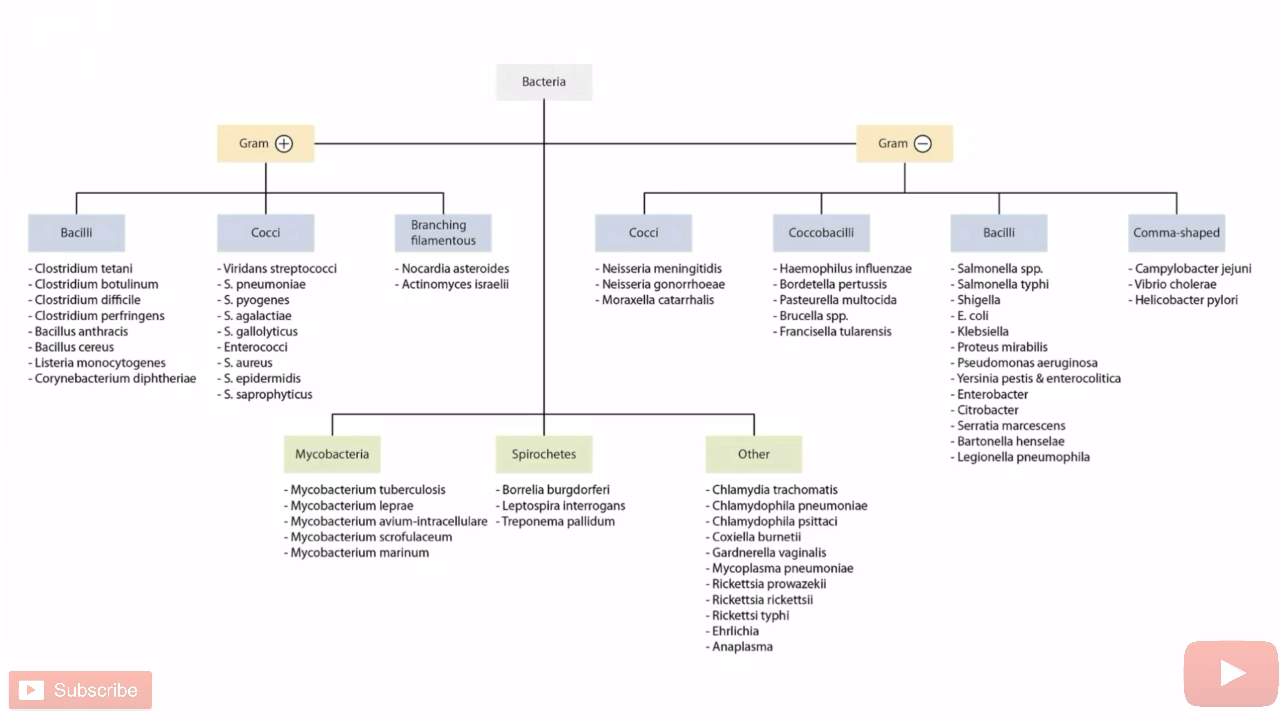 Bacteria
Gram +
Gram −
Bacilli
- Clostridium tetani
- Clostridium botulinum
- Clostridium difficile
- Clostridium perfringens
- Bacillus anthracis
- Bacillus cereus
- Listeria monocytogenes
- Corynebacterium diphtheriae
Cocci
- Viridans streptococci
- S. pneumoniae
- S. pyogenes
- S. agalactiae
- S. gallolyticus
- Enterococci
- S. aureus
- S. epidermidis
- S. saprophyticus
Branching
filamentous
- Nocardia asteroides
- Actinomyces israelii
Cocci
- Neisseria meningitidis
- Neisseria gonorrhoeae
- Moraxella catarrhalis
Coccobacilli
- Haemophilus influenzae
- Bordetella pertussis
- Pasteurella multocida
- Brucella spp.
- Francisella tularensis
Bacilli
- Salmonella spp.
- Salmonella typhi
- Shigella
- E. coli
- Klebsiella
- Proteus mirabilis
- Pseudomonas aeruginosa
- Yersinia pestis & enterocolitica
- Enterobacter
- Citrobacter
- Serratia marcescens
- Bartonella henselae
- Legionella pneumophila
Comma-shaped
- Campylobacter jejuni
- Vibrio cholerae
- Helicobacter pylori
Mycobacteria
- Mycobacterium tuberculosis
- Mycobacterium leprae
- Mycobacterium avium-intracellulare
- Mycobacterium scrofulaceum
- Mycobacterium marinum
Spirochetes
- Borrelia burgdorferi
- Leptospira interrogans
- Treponema pallidum
Other
- Chlamydia trachomatis
- Chlamydophila pneumoniae
- Chlamydophila psittaci
- Coxiella burnetii
- Gardnerella vaginalis
- Mycoplasma pneumoniae
- Rickettsia prowazekii
- Rickettsia rickettsii
- Rickettsi typhi
- Ehrlichia
- Anaplasma
Subscribe